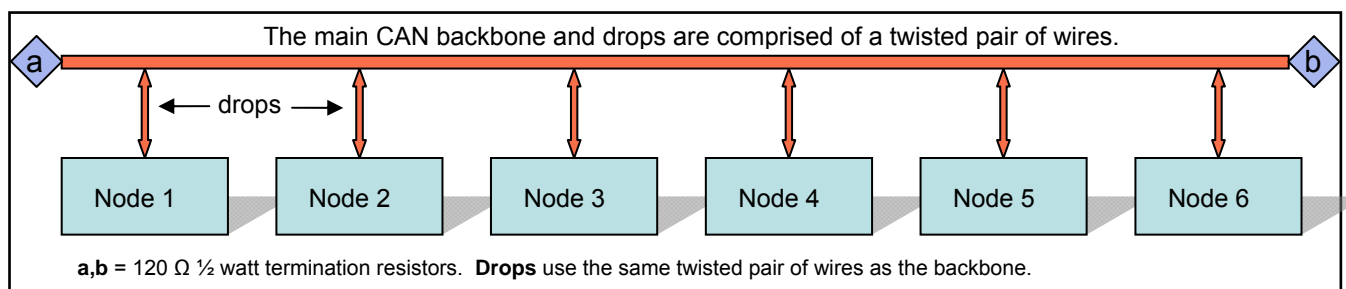 The main CAN backbone and drops are comprised of a twisted pair of wires.
a
b
drops
Node 1
Node 2
Node 3
Node 4
Node 5
Node 6
a,b = 120 Ω ½ watt termination resistors. Drops use the same twisted pair of wires as the backbone.